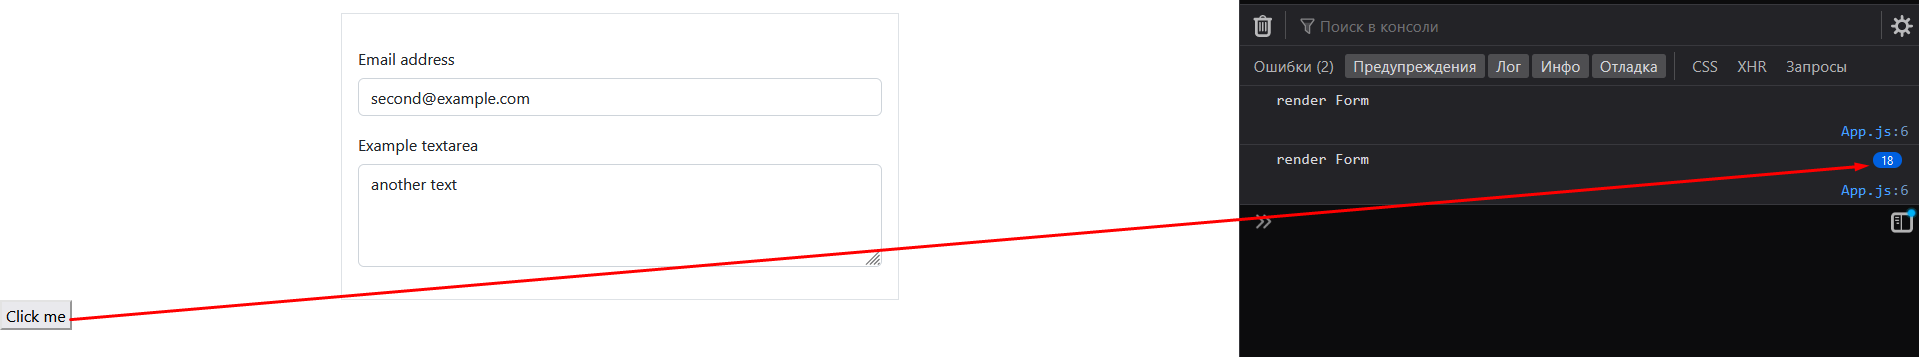 Email address
second@example.com
Example textarea
another text
Click me
Поиск в консоли
Ошибки (2) Предупреждения Лог Инфо Отладка CSS XHR Запросы
render Form
App.js:6
render Form 18
App.js:6